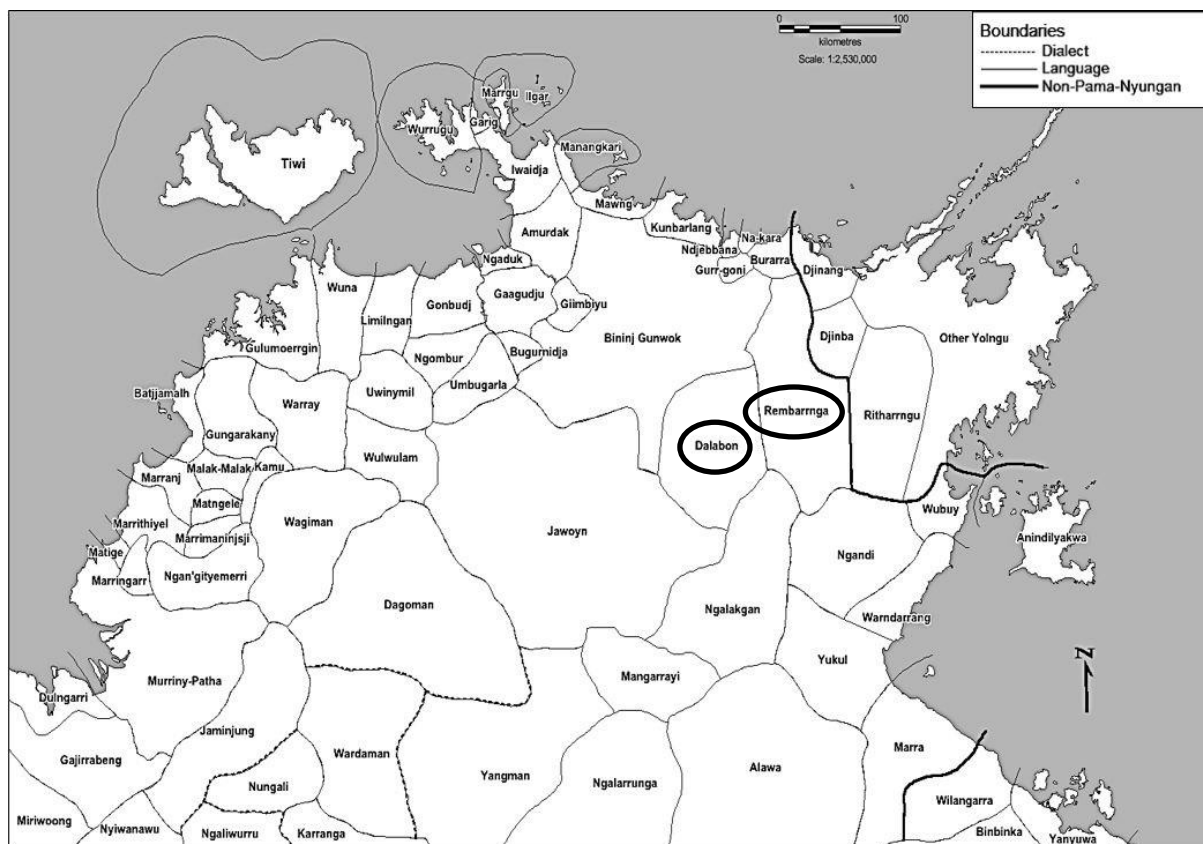 0 100
kilometres
Scale: 1:2,530,000
Boundaries
Dialect
Language
Non-Pama-Nyungan
Marrgu
Ilgar
Wurrugu
Garig
Tiwi
Manangkari
Iwaidja
Mawng
Amurdak
Kunbarlang
Na-kara
Ndjebbana
Burarra
Gurr-goni
Djinang
Ngaduk
Wuna
Gaagudju
Giimbiyu
Gonbudj
Limilngan
Djinba
Other Yolngu
Bininj Gunwok
Gulumoerrgin
Bugurnidja
Ngombur
Umbugarla
Uwinymil
Batjjamalh
Warray
Rembarrnga
Ritharrngu
Gungarakany
Dalabon
Wulwulam
Malak-Malak
Kamu
Marranj
Matngele
Wubuy
Wagiman
Marrithiyel
Jawoyn
Anindilyakwa
Marrimaninjsji
Matige
Ngandi
Marringarr
Ngan'gityemerri
Dagoman
Ngalakgan
Warndarrang
Yukul
N
Mangarrayi
Murriny-Patha
Dulngarri
Jaminjung
Marra
Wardaman
Gajirrabeng
Yangman
Ngalarrunga
Alawa
Nungali
Wilangarra
Miriwoong
Nyiwanawu
Ngaliwurru
Karranga
Binbinka
Yanyuwa